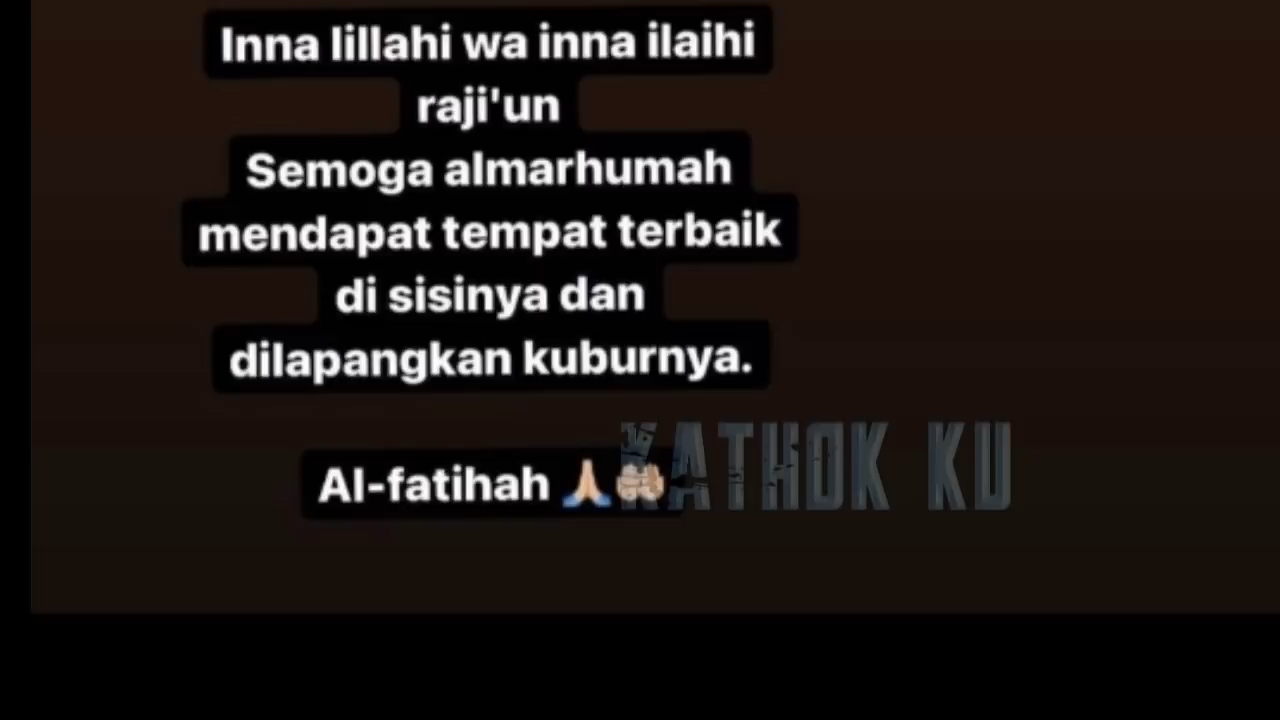 Inna lillahi wa inna ilaihi
raji'un
Semoga almarhumah
mendapat tempat terbaik
di sisinya dan
dilapangkan kuburnya.
Al-fatihah 🙏🏼🤲🏼
KATHOK KU